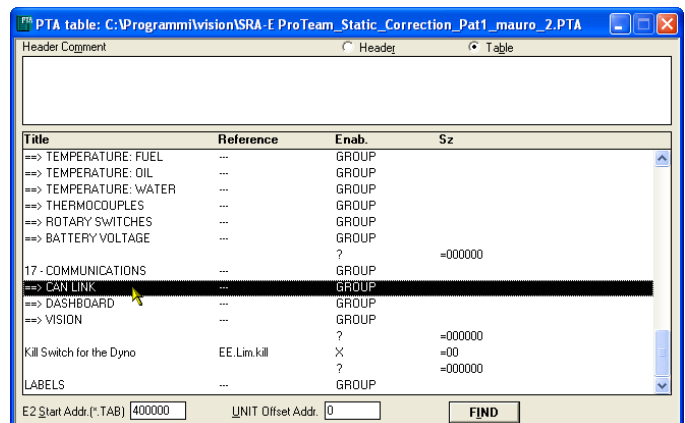 PTA table: C:\Programmi\vision\SRA-E ProTeam_Static_Correction_Pat1_mauro_2.PTA
Header Comment Header Table
Title Reference Enab. Sz
==> TEMPERATURE: FUEL --- GROUP
==> TEMPERATURE: OIL --- GROUP
==> TEMPERATURE: WATER --- GROUP
==> THERMOCOUPLES --- GROUP
==> ROTARY SWITCHES --- GROUP
==> BATTERY VOLTAGE --- GROUP
? =000000
17 - COMMUNICATIONS --- GROUP
==> CAN LINK --- GROUP
==> DASHBOARD --- GROUP
==> VISION --- GROUP
? =000000
Kill Switch for the Dyno EE.Lim.kill X =00
? =000000
LABELS --- GROUP
E2 Start Addr.(*.TAB) 400000 UNIT Offset Addr. 0 FIND